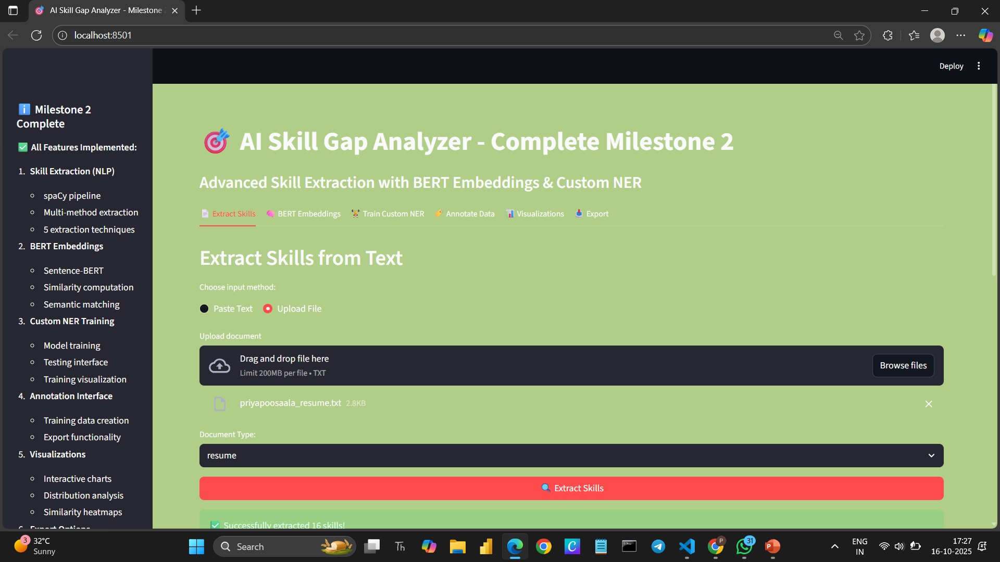 AI Skill Gap Analyzer - Milestone 2
localhost:8501
Deploy
Milestone 2
Complete
All Features Implemented:
1. Skill Extraction (NLP)
spaCy pipeline
Multi-method extraction
5 extraction techniques
2. BERT Embeddings
Sentence-BERT
Similarity computation
Semantic matching
3. Custom NER Training
Model training
Testing interface
Training visualization
4. Annotation Interface
Training data creation
Export functionality
5. Visualizations
Interactive charts
Distribution analysis
Similarity heatmaps
6. Export Options
AI Skill Gap Analyzer - Complete Milestone 2
Advanced Skill Extraction with BERT Embeddings & Custom NER
Extract Skills BERT Embeddings Train Custom NER Annotate Data Visualizations Export
Extract Skills from Text
Choose input method:
Paste Text Upload File
Upload document
Drag and drop file here
Limit 200MB per file • TXT
Browse files
priyapoosaala_resume.txt 2.8KB
Document Type:
resume
Extract Skills
Successfully extracted 16 skills!
3
32°C
Sunny
Search
Th
C
P
31
P
ENG
IN
17:27
16-10-2025